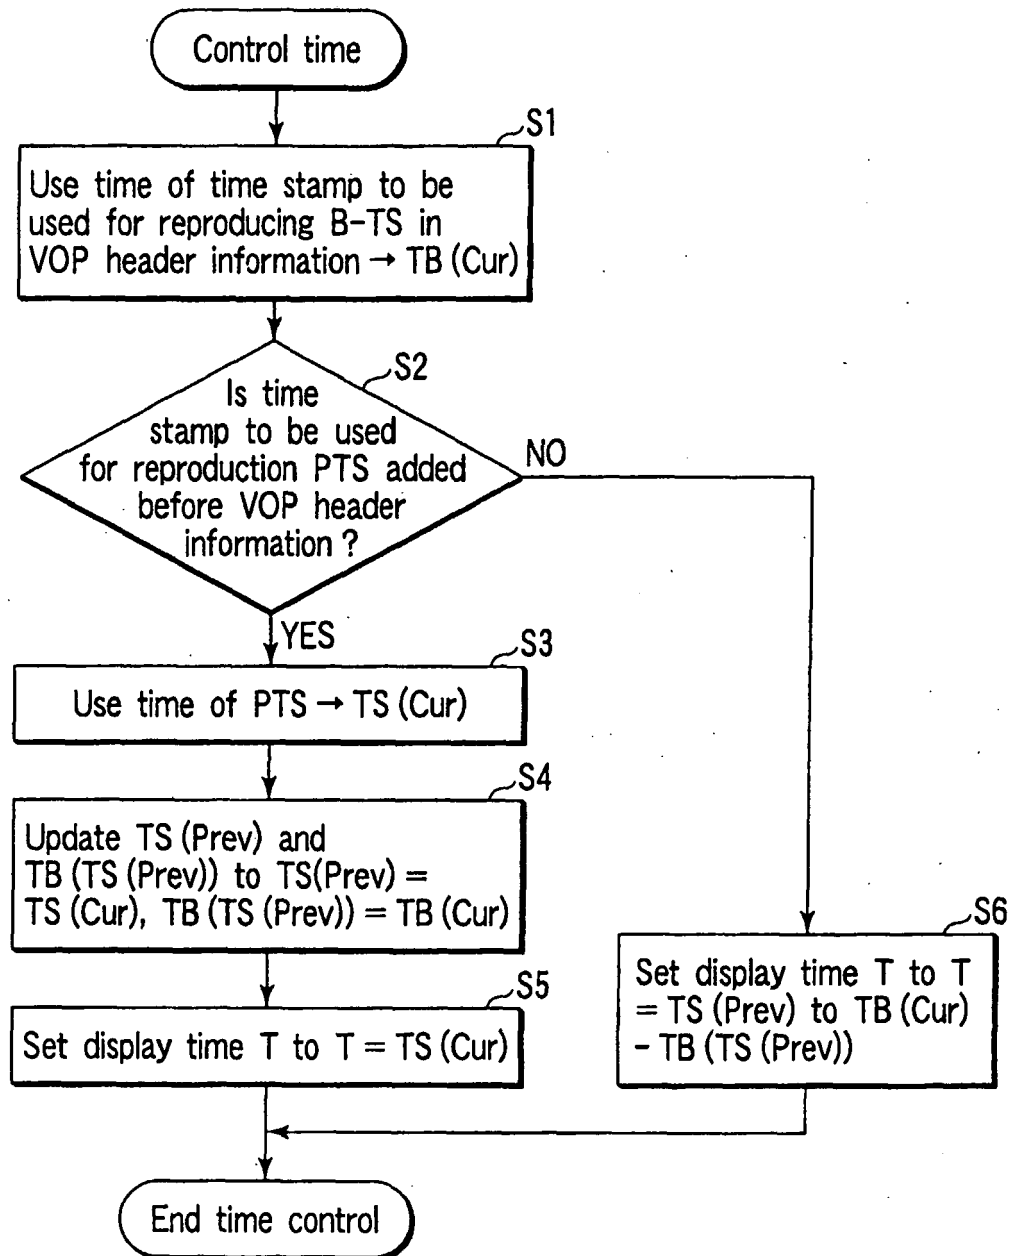 Control time
S1
Use time of time stamp to be
used for reproducing B-TS in
VOP header information → TB (Cur)
S2
Is time
stamp to be used
for reproduction PTS added
before VOP header
information ?
NO
YES
S3
Use time of PTS → TS (Cur)
S4
Update TS (Prev) and
TB (TS (Prev)) to TS(Prev) =
TS (Cur), TB (TS (Prev)) = TB (Cur)
S5
Set display time T to T = TS (Cur)
S6
Set display time T to T
= TS (Prev) to TB (Cur)
- TB (TS (Prev))
End time control